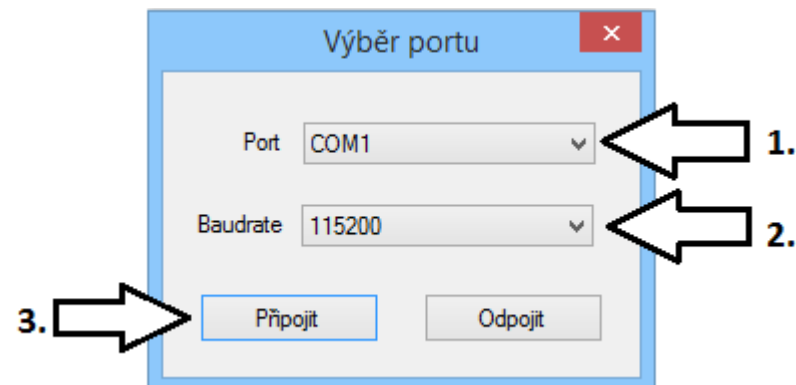 Výběr portu
Port COM1 1.
Baudrate 115200 2.
3. Připojit Odpojit